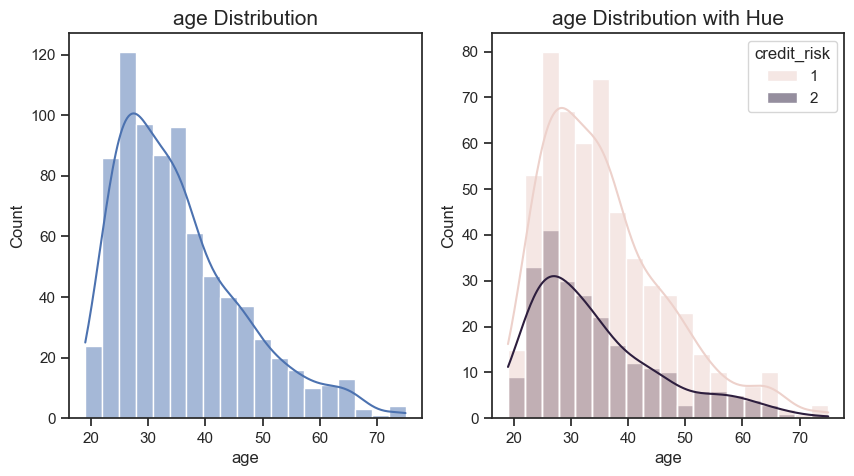 age Distribution
120
100
80
60
40
20
0
Count
20 30 40 50 60 70
age
age Distribution with Hue
credit_risk
1
2
80
70
60
50
40
30
20
10
0
Count
20 30 40 50 60 70
age